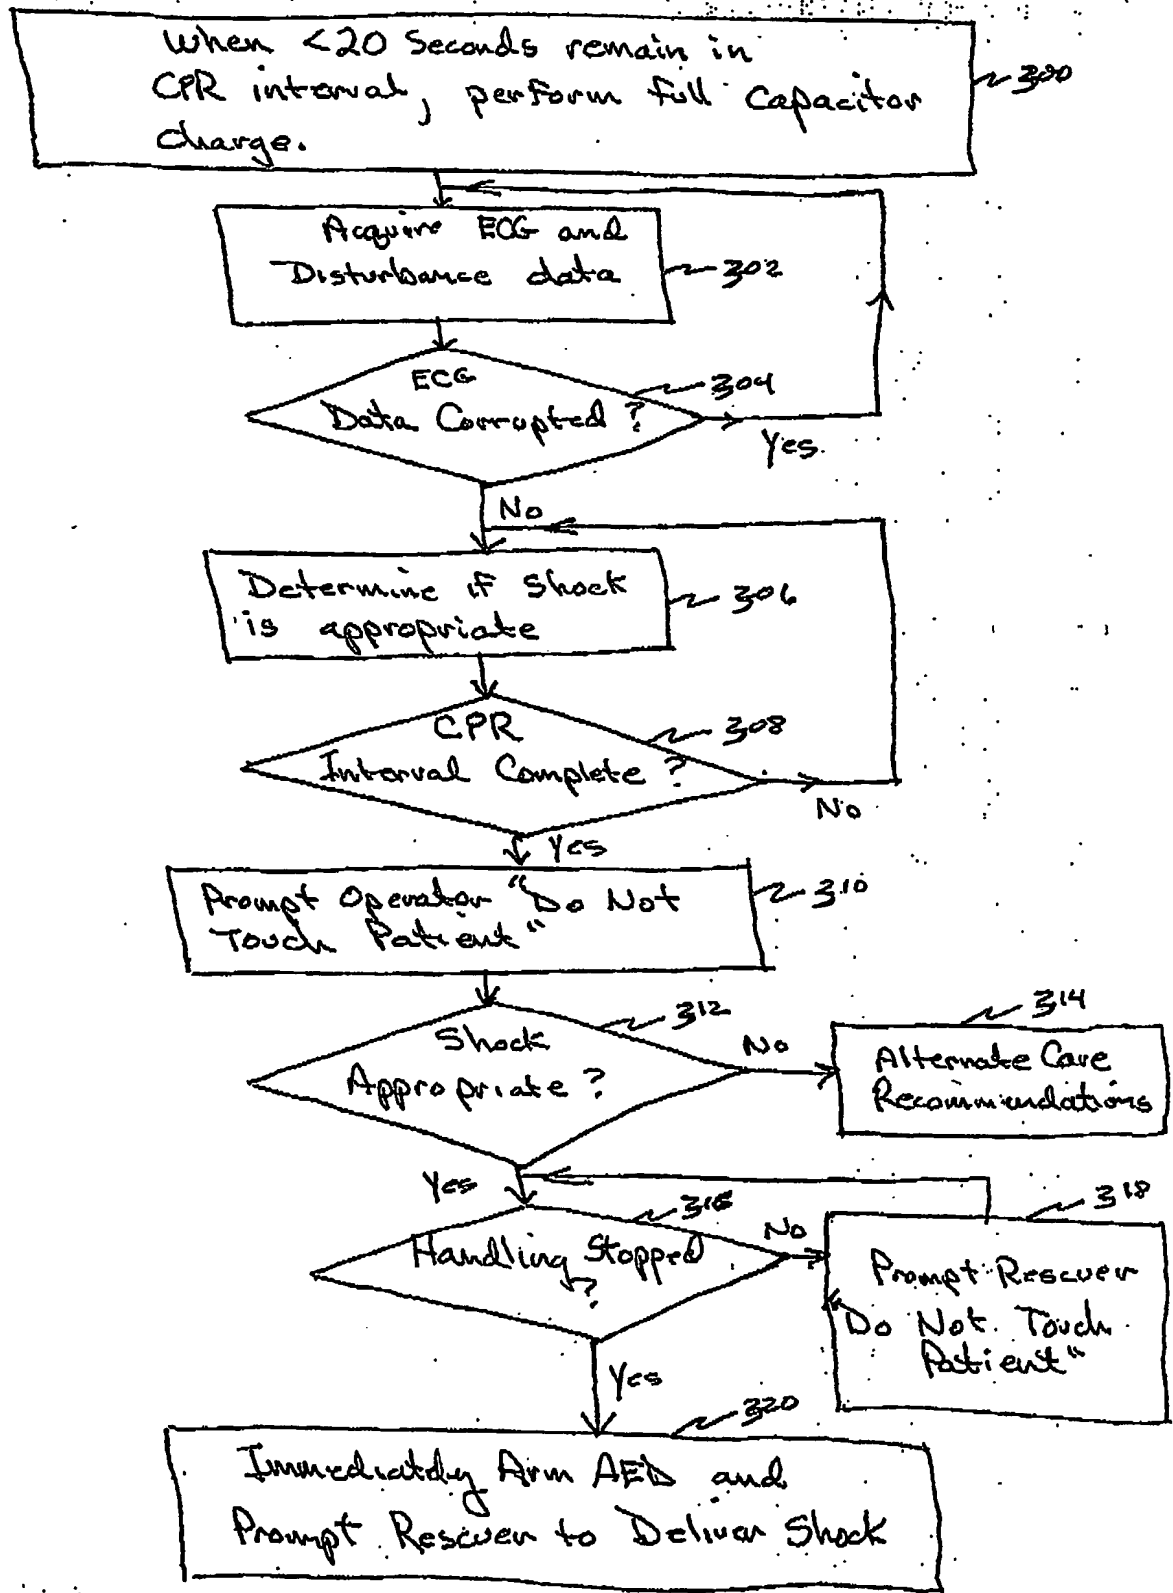 When <20 Seconds remain in
CPR interval, perform full Capacitor
charge.
300
Acquire ECG and
Disturbance data
302
ECG
Data Corrupted ?
304
Yes
No
Determine if Shock
is appropriate
306
CPR
Interval Complete ?
308
No
Yes
Prompt Operator "Do Not
Touch Patient"
310
Shock
Appropriate ?
312
No
314
Alternate Care
Recommendations
Yes
316
Handling Stopped
?
No
318
Prompt Rescuer
"Do Not Touch
Patient"
Yes
320
Immediately Arm AED and
Prompt Rescuer to Deliver Shock